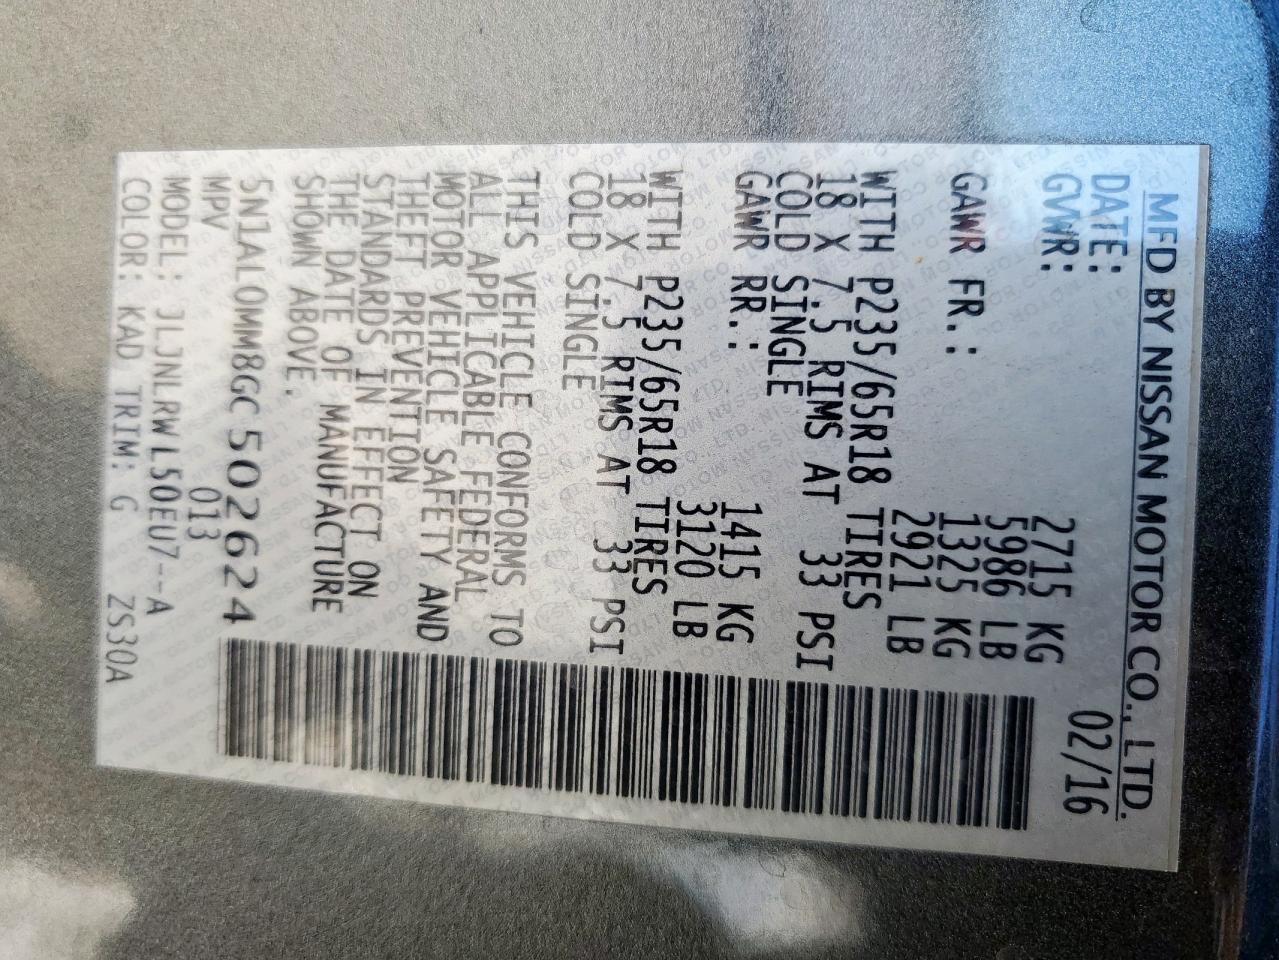 MFD BY NISSAN MOTOR CO., LTD.
DATE: 02/16
GVWR: 2715 KG
5986 LB
GAWR FR.: 1325 KG
2921 LB
WITH P235/65R18 TIRES
18 X 7.5 RIMS AT 33 PSI
COLD SINGLE
GAWR RR.: 1415 KG
3120 LB
WITH P235/65R18 TIRES
18 X 7.5 RIMS AT 33 PSI
COLD SINGLE
THIS VEHICLE CONFORMS TO
ALL APPLICABLE FEDERAL
MOTOR VEHICLE SAFETY AND
THEFT PREVENTION
STANDARDS IN EFFECT ON
THE DATE OF MANUFACTURE
SHOWN ABOVE.
5N1AL0MM8GC502624
MPV 013
MODEL: JLJNLRWL50EU7--A
COLOR: KAD TRIM: G ZS30A